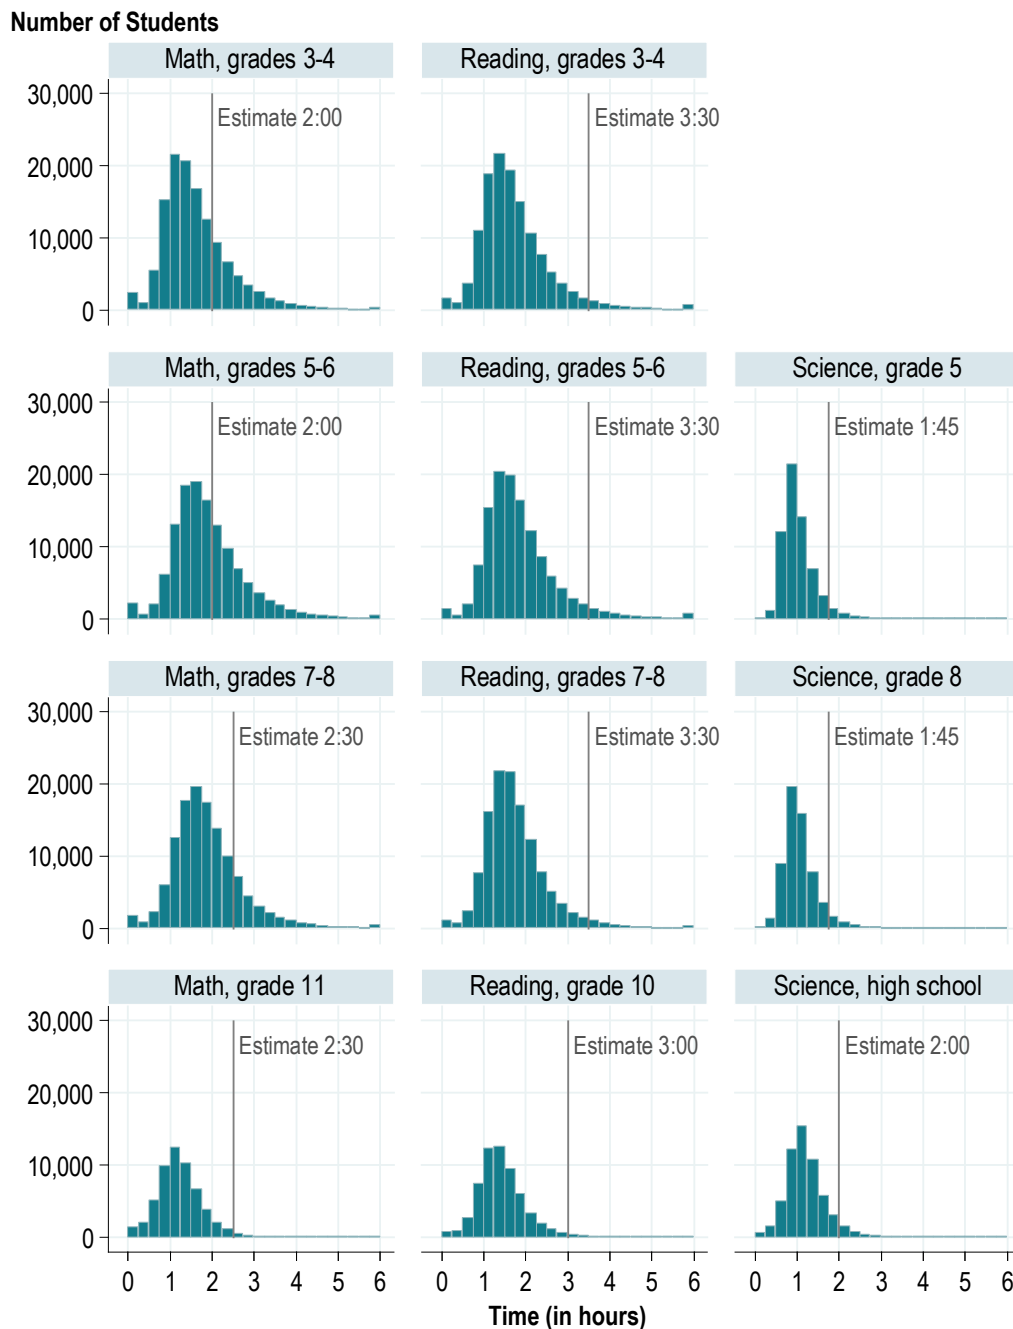 Number of Students
Math, grades 3-4
Reading, grades 3-4
30,000
Estimate 2:00
Estimate 3:30
20,000
10,000
0
Math, grades 5-6
Reading, grades 5-6
Science, grade 5
30,000
Estimate 2:00
Estimate 3:30
Estimate 1:45
20,000
10,000
0
Math, grades 7-8
Reading, grades 7-8
Science, grade 8
30,000
Estimate 2:30
Estimate 3:30
Estimate 1:45
20,000
10,000
0
Math, grade 11
Reading, grade 10
Science, high school
30,000
Estimate 2:30
Estimate 3:00
Estimate 2:00
20,000
10,000
0
0 1 2 3 4 5 6 0 1 2 3 4 5 6 0 1 2 3 4 5 6
Time (in hours)